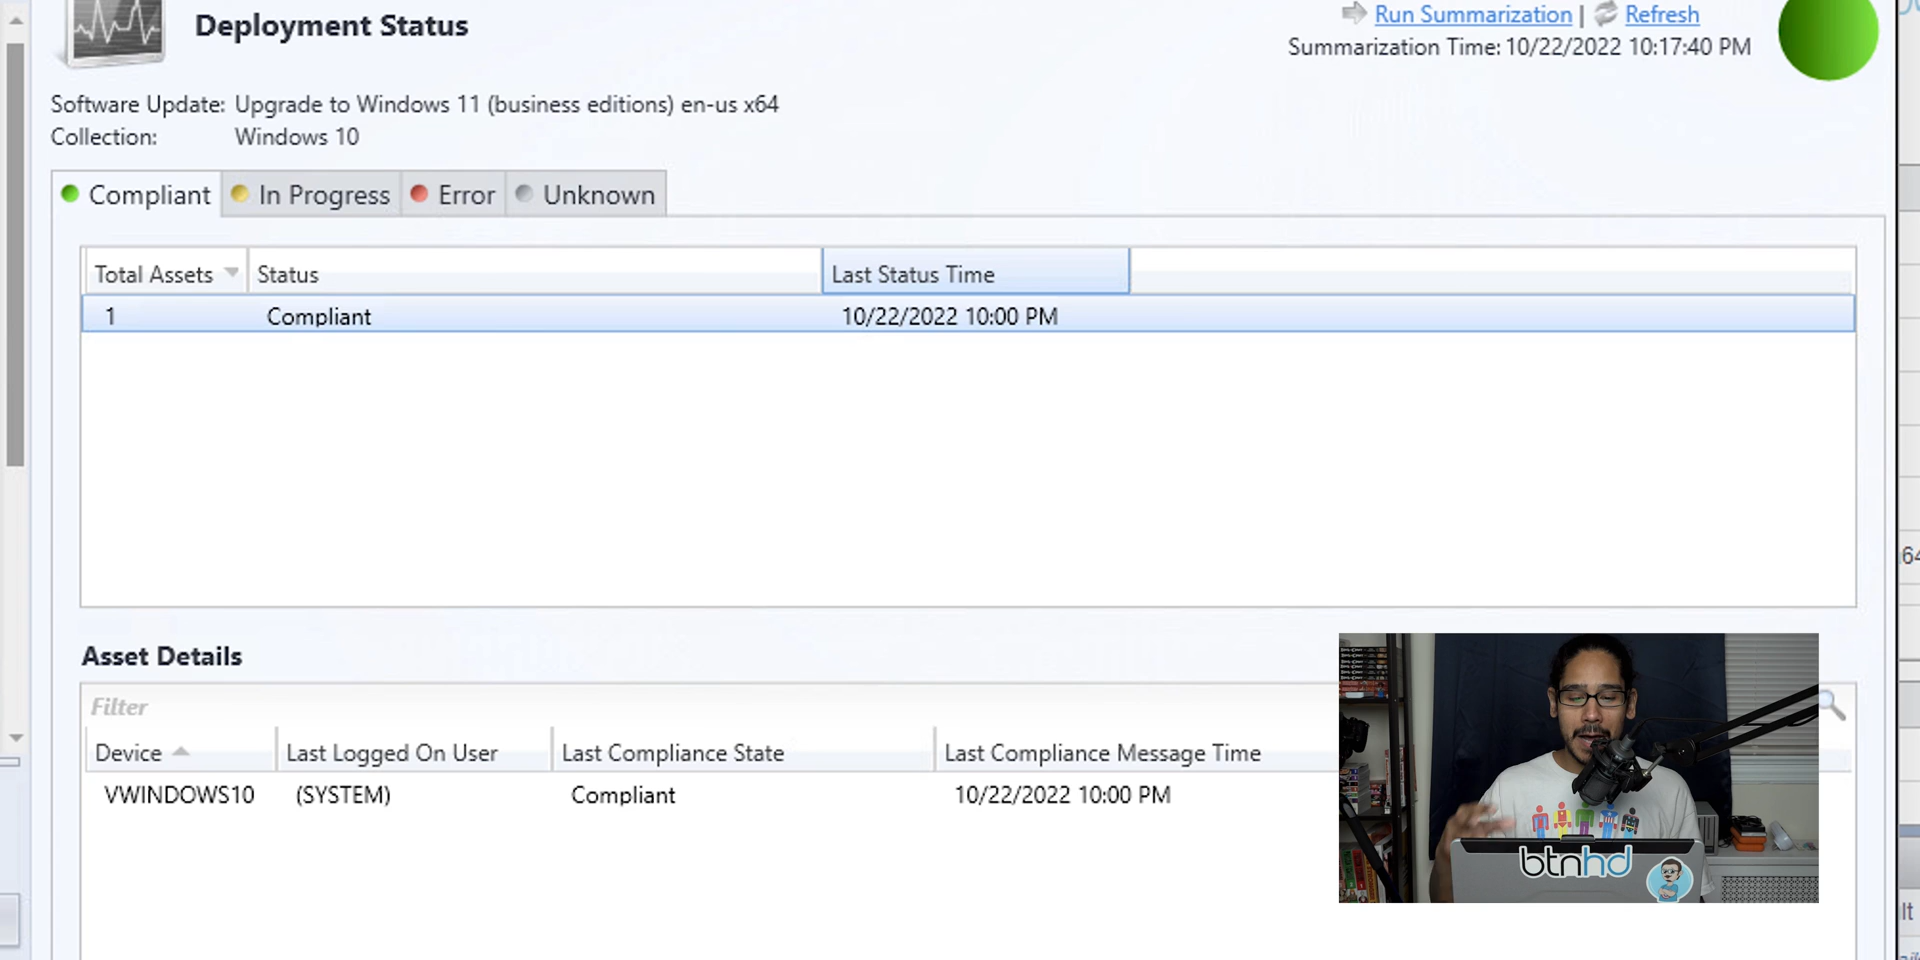 Deployment Status
Run Summarization | Refresh
Summarization Time: 10/22/2022 10:17:40 PM
Software Update: Upgrade to Windows 11 (business editions) en-us x64
Collection: Windows 10
Compliant In Progress Error Unknown
Total Assets Status Last Status Time
1 Compliant 10/22/2022 10:00 PM
Asset Details
Filter
Device Last Logged On User Last Compliance State Last Compliance Message Time
VWINDOWS10 (SYSTEM) Compliant 10/22/2022 10:00 PM
btnhd